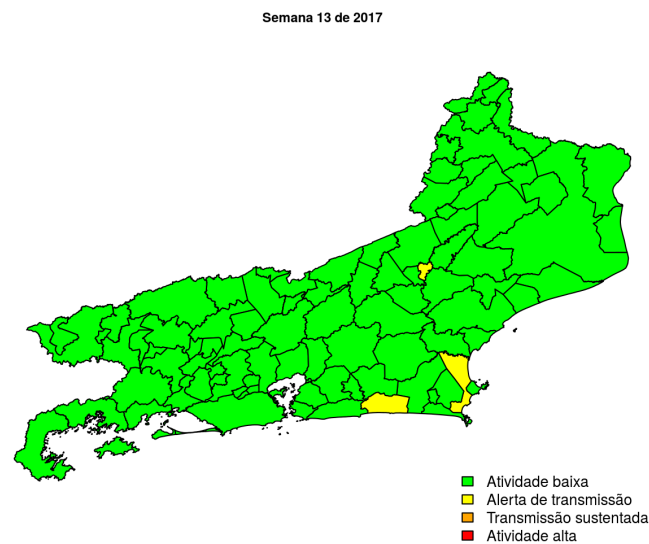 Semana 13 de 2017
Atividade baixa
Alerta de transmissão
Transmissão sustentada
Atividade alta